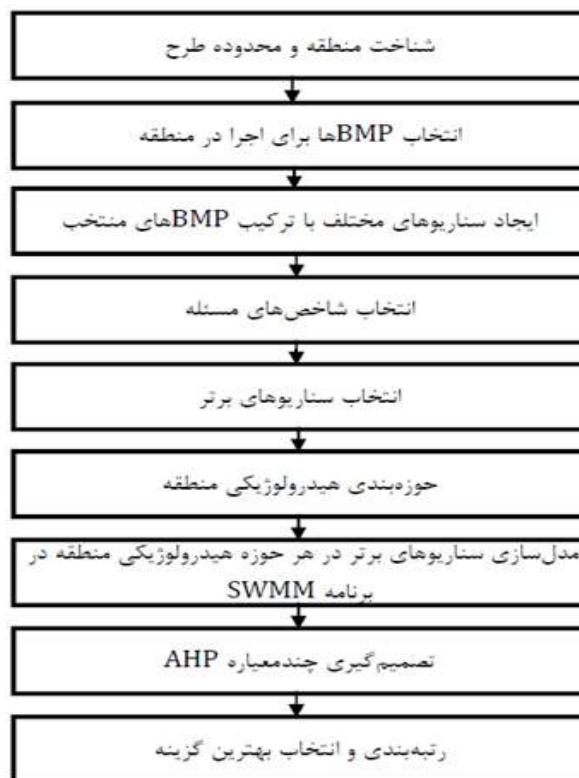 شناخت منطقه و محدوده طرح
انتخاب BMPها برای اجرا در منطقه
ایجاد سناریوهای مختلف با ترکیب BMPهای منتخب
انتخاب شاخص‌های مسئله
انتخاب سناریوهای برتر
حوزه‌بندی هیدرولوژیکی منطقه
مدل‌سازی سناریوهای برتر در هر حوزه هیدرولوژیکی منطقه در
برنامه SWMM
تصمیم‌گیری چندمعیاره AHP
رتبه‌بندی و انتخاب بهترین گزینه